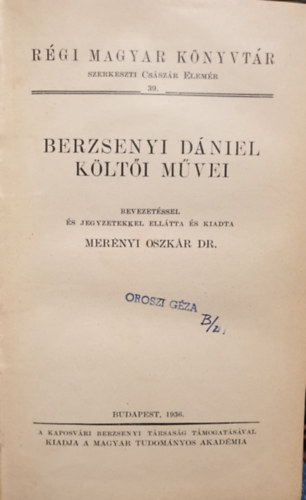 RÉGI MAGYAR KÖNYVTÁR
SZERKESZTI CSÁSZÁR ELEMÉR
39.
BERZSENYI DÁNIEL
KÖLTŐI MŰVEI
BEVEZETÉSSEL
ÉS JEGYZETEKKEL ELLÁTTA ÉS KIADTA
MERÉNYI OSZKÁR DR.
OROSZI GÉZA
BUDAPEST, 1936.
A KAPOSVÁRI BERZSENYI TÁRSASÁG TÁMOGATÁSÁVAL
KIADJA A MAGYAR TUDOMÁNYOS AKADÉMIA